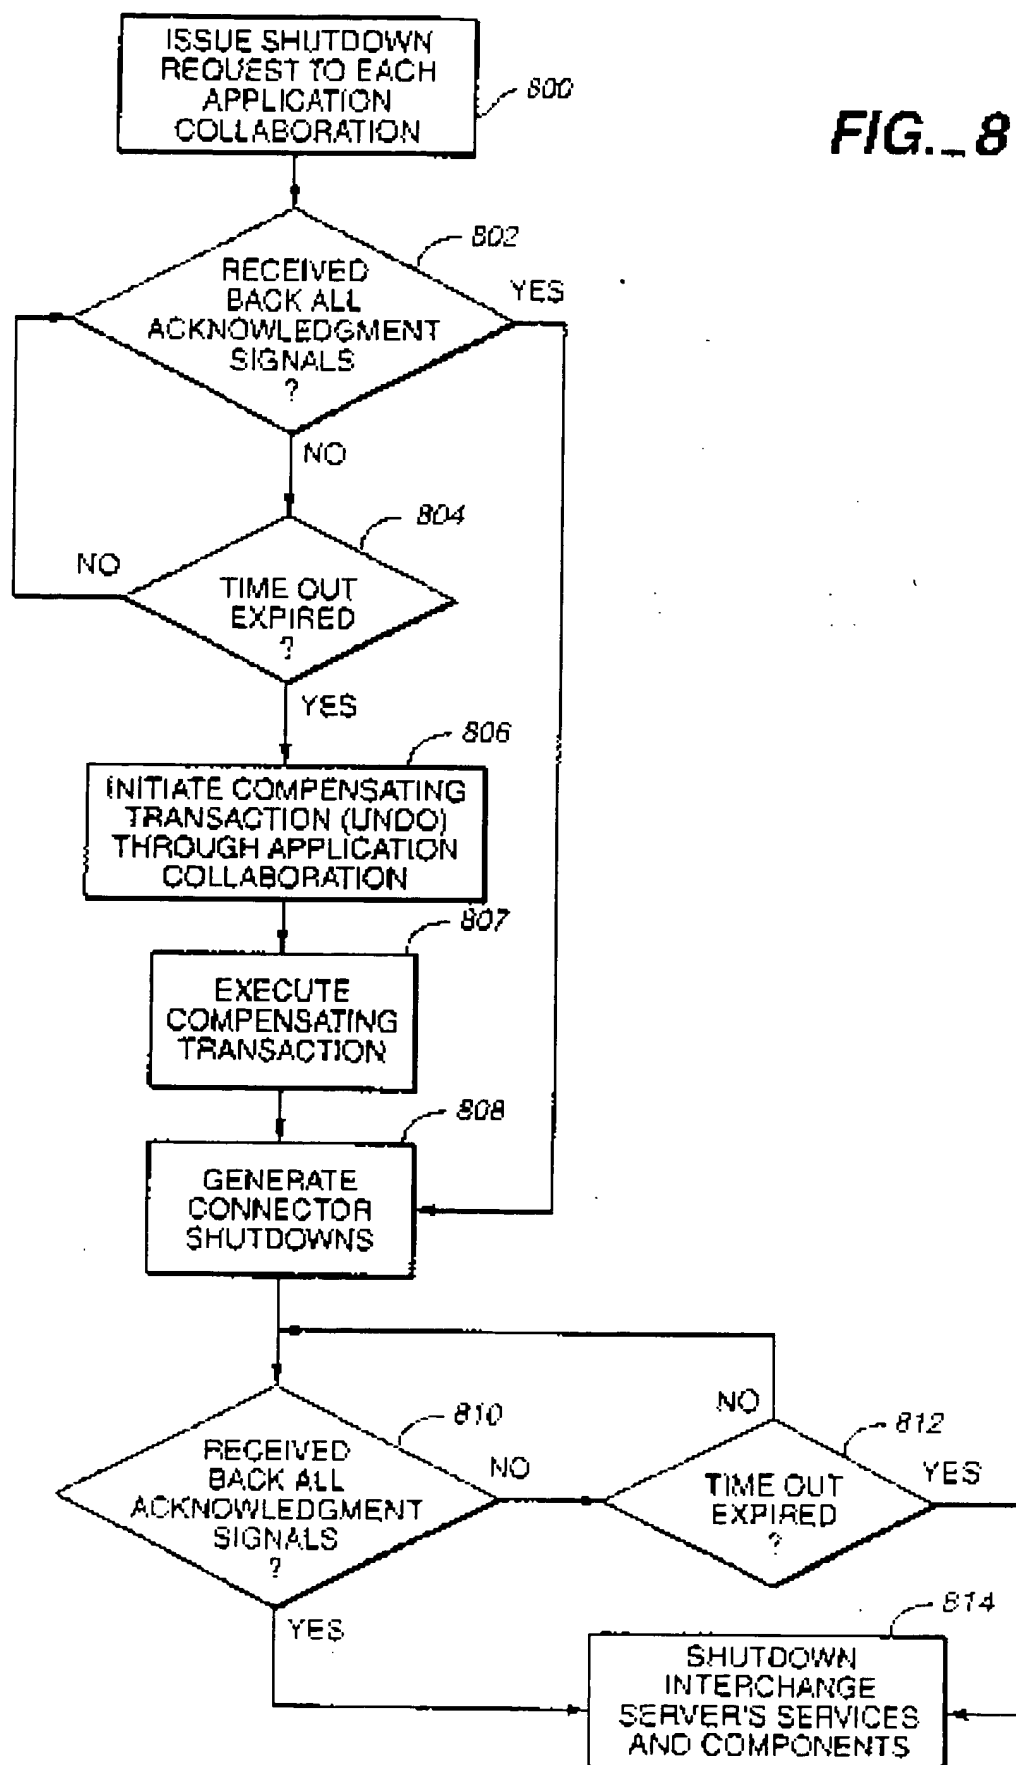 ISSUE SHUTDOWN
REQUEST TO EACH
APPLICATION
COLLABORATION
800
FIG._8
802
RECEIVED
BACK ALL
ACKNOWLEDGMENT
SIGNALS
?
YES
NO
804
NO
TIME OUT
EXPIRED
?
YES
806
INITIATE COMPENSATING
TRANSACTION (UNDO)
THROUGH APPLICATION
COLLABORATION
807
EXECUTE
COMPENSATING
TRANSACTION
808
GENERATE
CONNECTOR
SHUTDOWNS
810
RECEIVED
BACK ALL
ACKNOWLEDGMENT
SIGNALS
?
NO
NO
812
TIME OUT
EXPIRED
?
YES
YES
814
SHUTDOWN
INTERCHANGE
SERVER'S SERVICES
AND COMPONENTS